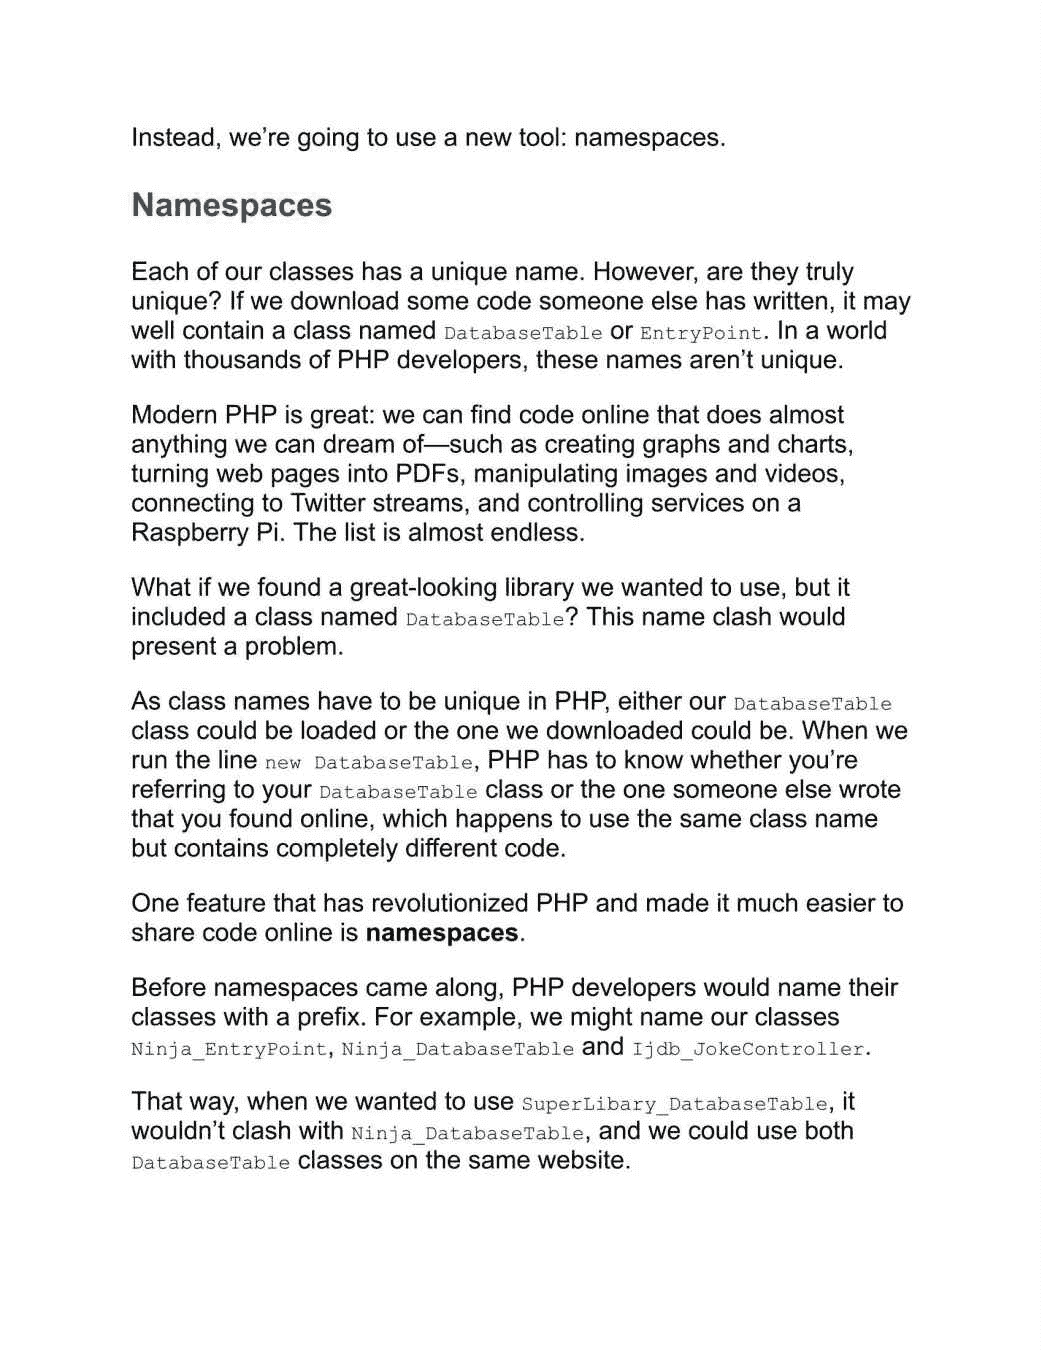 Instead, we’re going to use a new tool: namespaces.
Namespaces
Each of our classes has a unique name. However, are they truly
unique? If we download some code someone else has written, it may
well contain a class named DatabaseTable or EntryPoint. In a world
with thousands of PHP developers, these names aren’t unique.
Modern PHP is great: we can find code online that does almost
anything we can dream of—such as creating graphs and charts,
turning web pages into PDFs, manipulating images and videos,
connecting to Twitter streams, and controlling services on a
Raspberry Pi. The list is almost endless.
What if we found a great-looking library we wanted to use, but it
included a class named DatabaseTable? This name clash would
present a problem.
As class names have to be unique in PHP, either our DatabaseTable
class could be loaded or the one we downloaded could be. When we
run the line new DatabaseTable, PHP has to know whether you’re
referring to your DatabaseTable class or the one someone else wrote
that you found online, which happens to use the same class name
but contains completely different code.
One feature that has revolutionized PHP and made it much easier to
share code online is namespaces.
Before namespaces came along, PHP developers would name their
classes with a prefix. For example, we might name our classes
Ninja_EntryPoint, Ninja_DatabaseTable and Ijdb_JokeController.
That way, when we wanted to use SuperLibary_DatabaseTable, it
wouldn’t clash with Ninja_DatabaseTable, and we could use both
DatabaseTable classes on the same website.